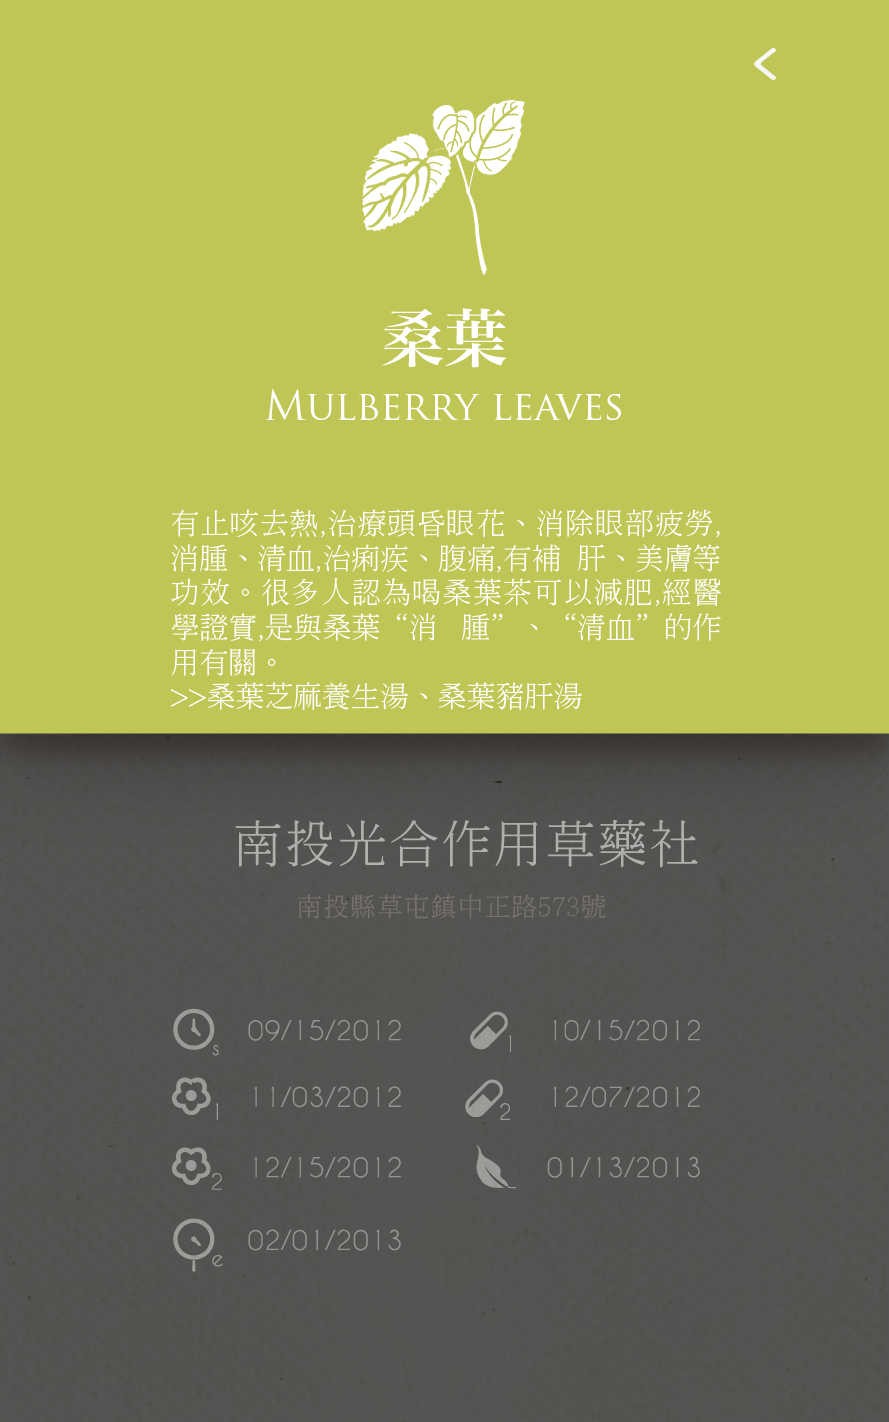 桑葉
MULBERRY LEAVES
有止咳去熱,治療頭昏眼花、消除眼部疲勞,
消腫、清血,治痢疾、腹痛,有補 肝、美膚等
功效。很多人認為喝桑葉茶可以減肥,經醫
學證實,是與桑葉“消 腫”、“清血”的作
用有關。
>>桑葉芝麻養生湯、桑葉豬肝湯
南投光合作用草藥社
南投縣草屯鎮中正路573號
s 09/15/2012 1 10/15/2012
1 11/03/2012 2 12/07/2012
2 12/15/2012 01/13/2013
e 02/01/2013